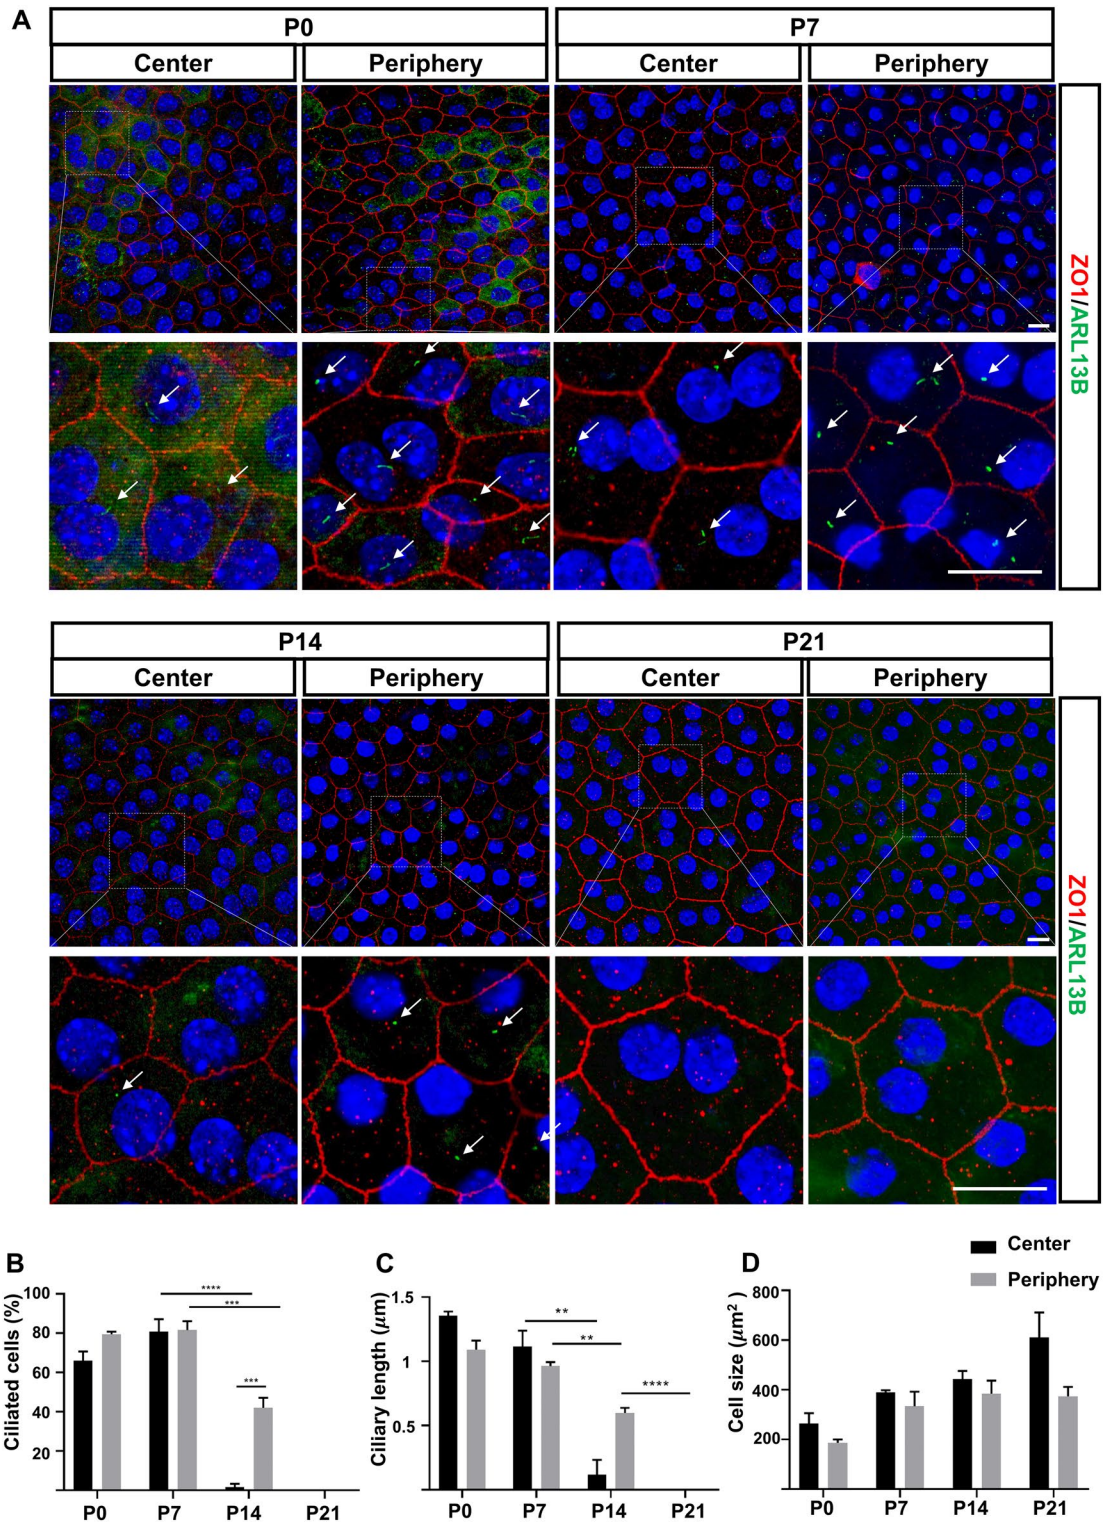 A
P0
P7
Center
Periphery
Center
Periphery
ZO1/ARL13B
P14
P21
Center
Periphery
Center
Periphery
ZO1/ARL13B
B
Ciliated cells (%)
100
80
60
40
20
****
***
***
P0
P7
P14
P21
C
Ciliary length (μm)
1.5
1
0.5
**
**
****
P0
P7
P14
P21
D
Center
Periphery
Cell size (μm²)
800
600
400
200
P0
P7
P14
P21